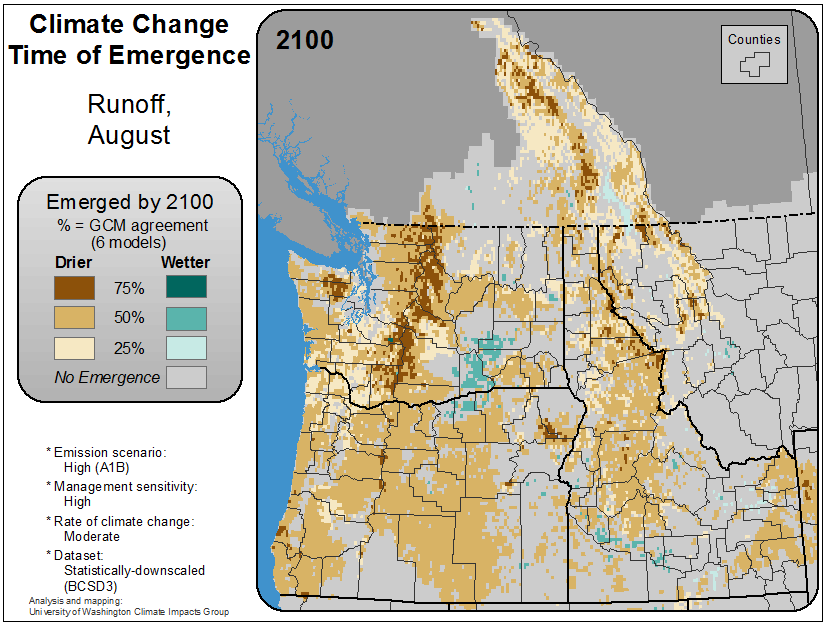 Climate Change
Time of Emergence
Runoff,
August
Emerged by 2100
% = GCM agreement
(6 models)
Drier Wetter
75%
50%
25%
No Emergence
* Emission scenario:
High (A1B)
* Management sensitivity:
High
* Rate of climate change:
Moderate
* Dataset:
Statistically-downscaled
(BCSD3)
Analysis and mapping:
University of Washington Climate Impacts Group
2100
Counties